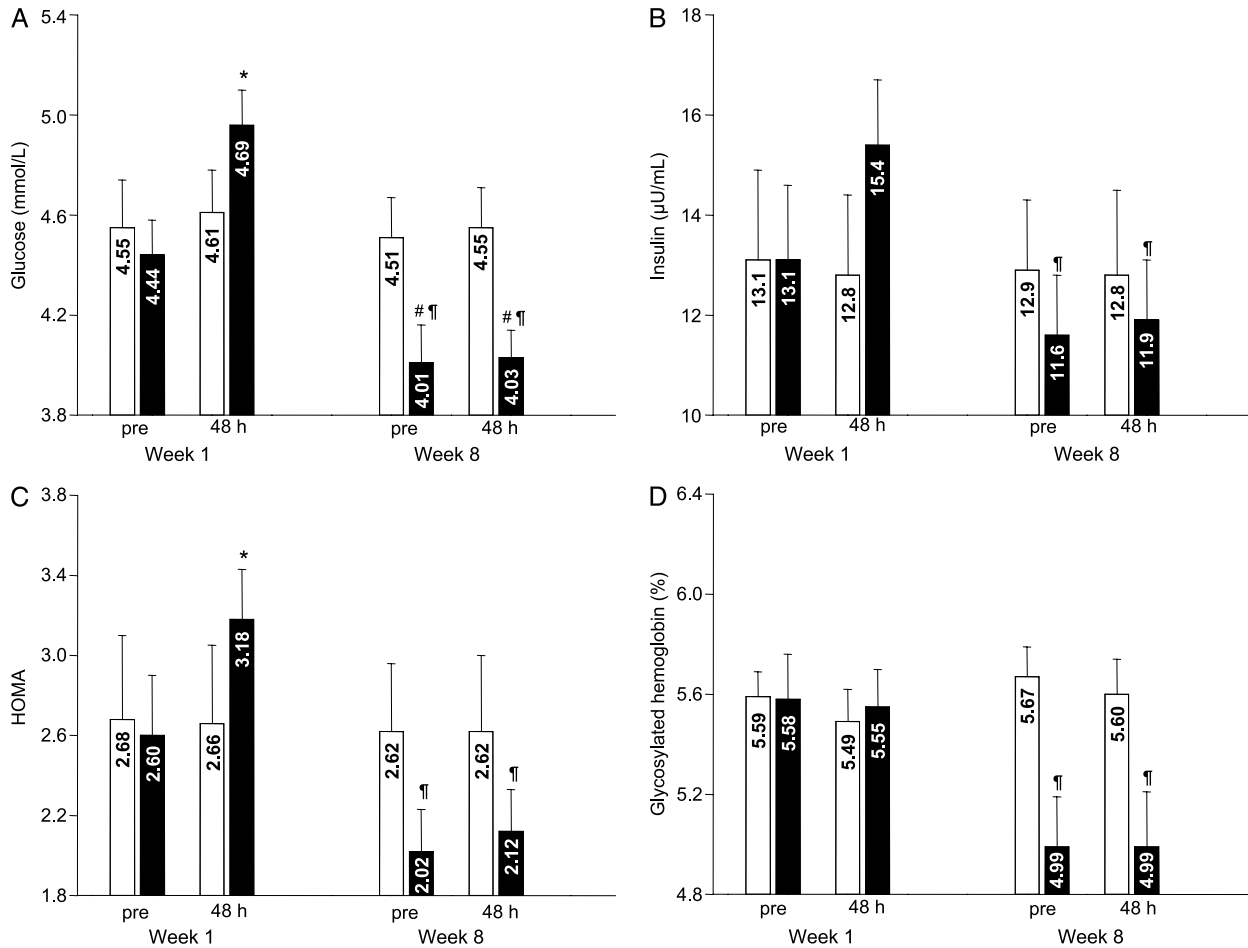 A
Glucose (mmol/L)
5.4
5.0
4.6
4.2
3.8
*
# ¶
# ¶
4.55
4.44
4.61
4.69
4.51
4.01
4.55
4.03
pre
48 h
pre
48 h
Week 1
Week 8
B
Insulin (µU/mL)
18
16
14
12
10
¶
¶
13.1
13.1
12.8
15.4
12.9
11.6
12.8
11.9
pre
48 h
pre
48 h
Week 1
Week 8
C
HOMA
3.8
3.4
3.0
2.6
2.2
1.8
*
¶
¶
2.68
2.60
2.66
3.18
2.62
2.02
2.62
2.12
pre
48 h
pre
48 h
Week 1
Week 8
D
Glycosylated hemoglobin (%)
6.4
6.0
5.6
5.2
4.8
¶
¶
5.59
5.58
5.49
5.55
5.67
4.99
5.60
4.99
pre
48 h
pre
48 h
Week 1
Week 8